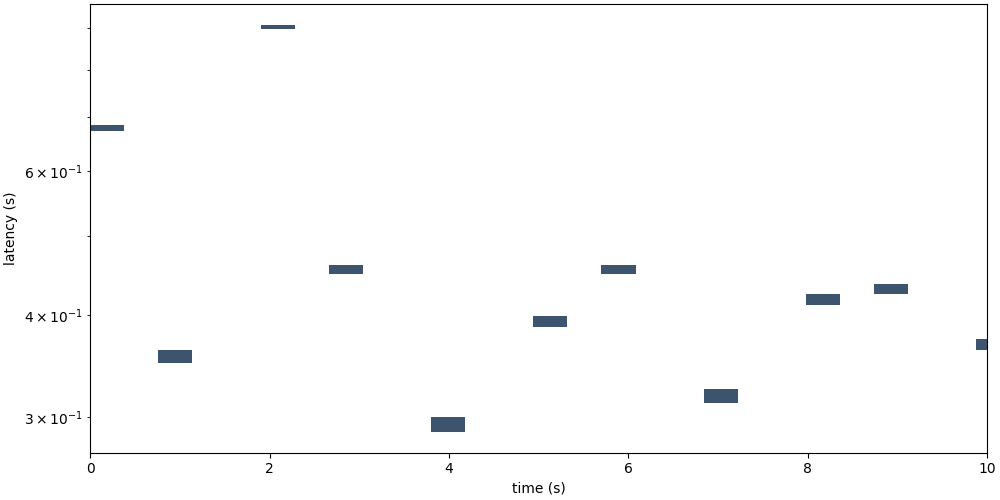 latency (s)
6 × 10⁻¹
4 × 10⁻¹
3 × 10⁻¹
0 2 4 6 8 10
time (s)